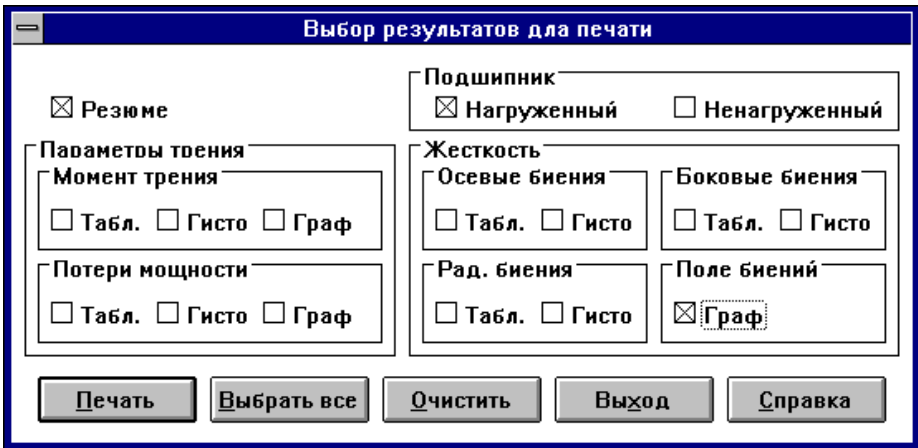 Выбор результатов дла печати
Подшипник
Резюме
Нагруженный Ненагруженный
Параметры трения Жесткость
Момент трения Осевые биения Боковые биения
Табл. Гисто Граф Табл. Гисто Табл. Гисто
Потери мощности Рад. биения Поле биений
Табл. Гисто Граф Табл. Гисто Граф
Печать Выбрать все Очистить Выход Справка